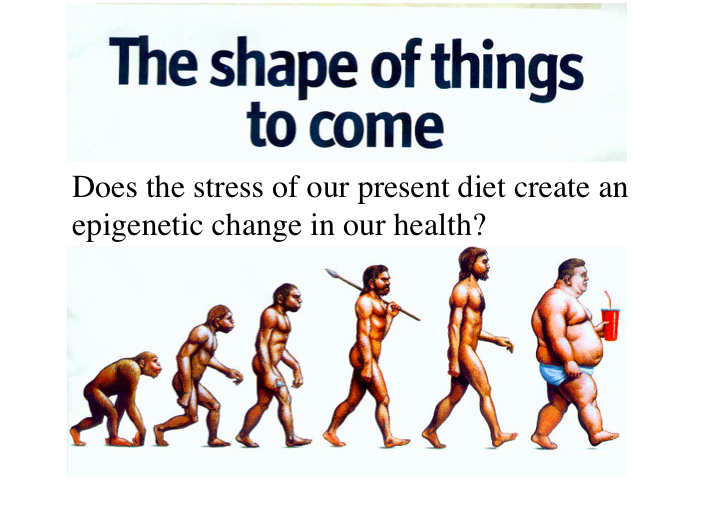 The shape of things
to come
Does the stress of our present diet create an
epigenetic change in our health?